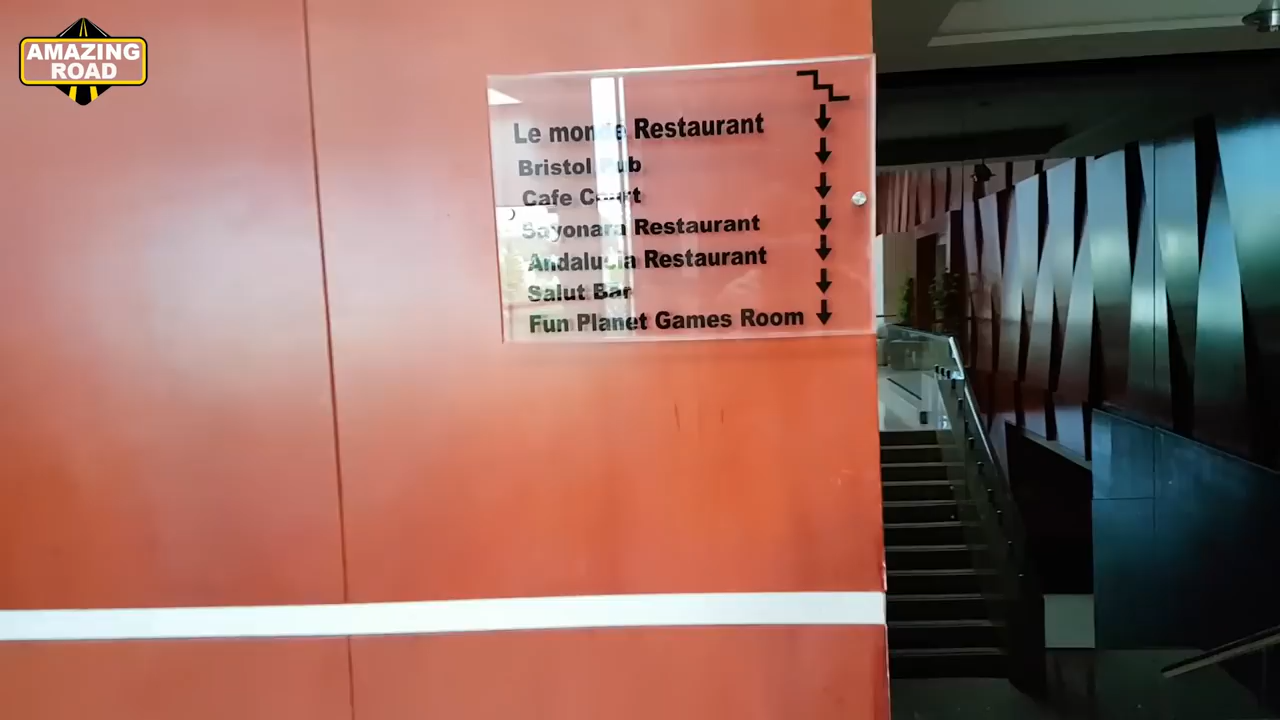 AMAZING
ROAD
Le monde Restaurant
Bristol Pub
Cafe Court
Sayonara Restaurant
Andalucia Restaurant
Salut Bar
Fun Planet Games Room